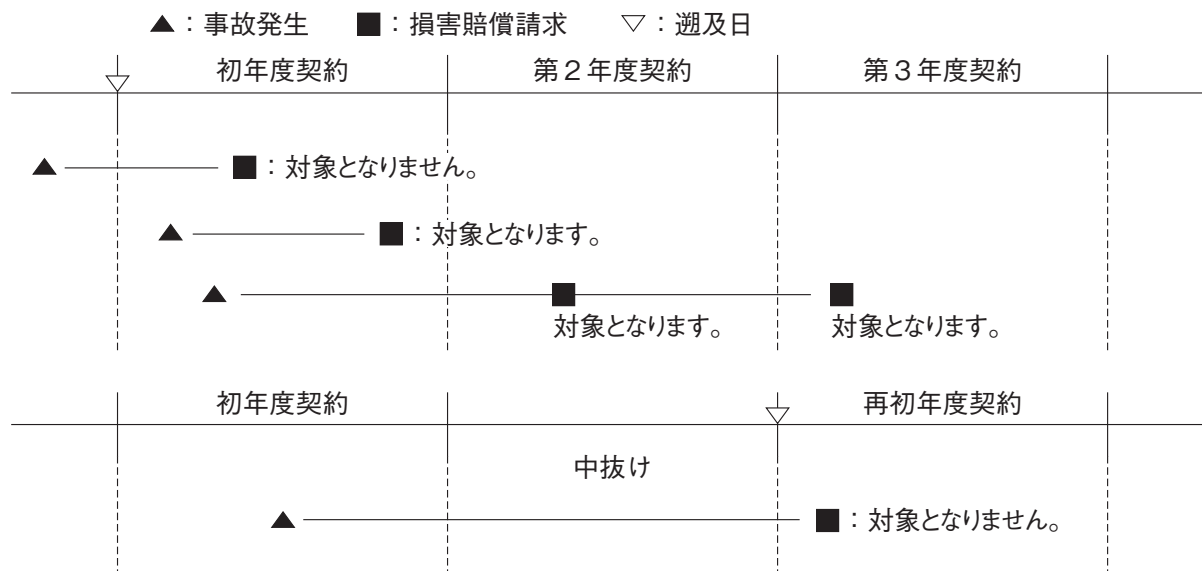 ▲：事故発生　■：損害賠償請求　▽：遡及日
初年度契約　第２年度契約　第３年度契約
：対象となりません。
：対象となります。
対象となります。　対象となります。
初年度契約　再初年度契約
中抜け
：対象となりません。